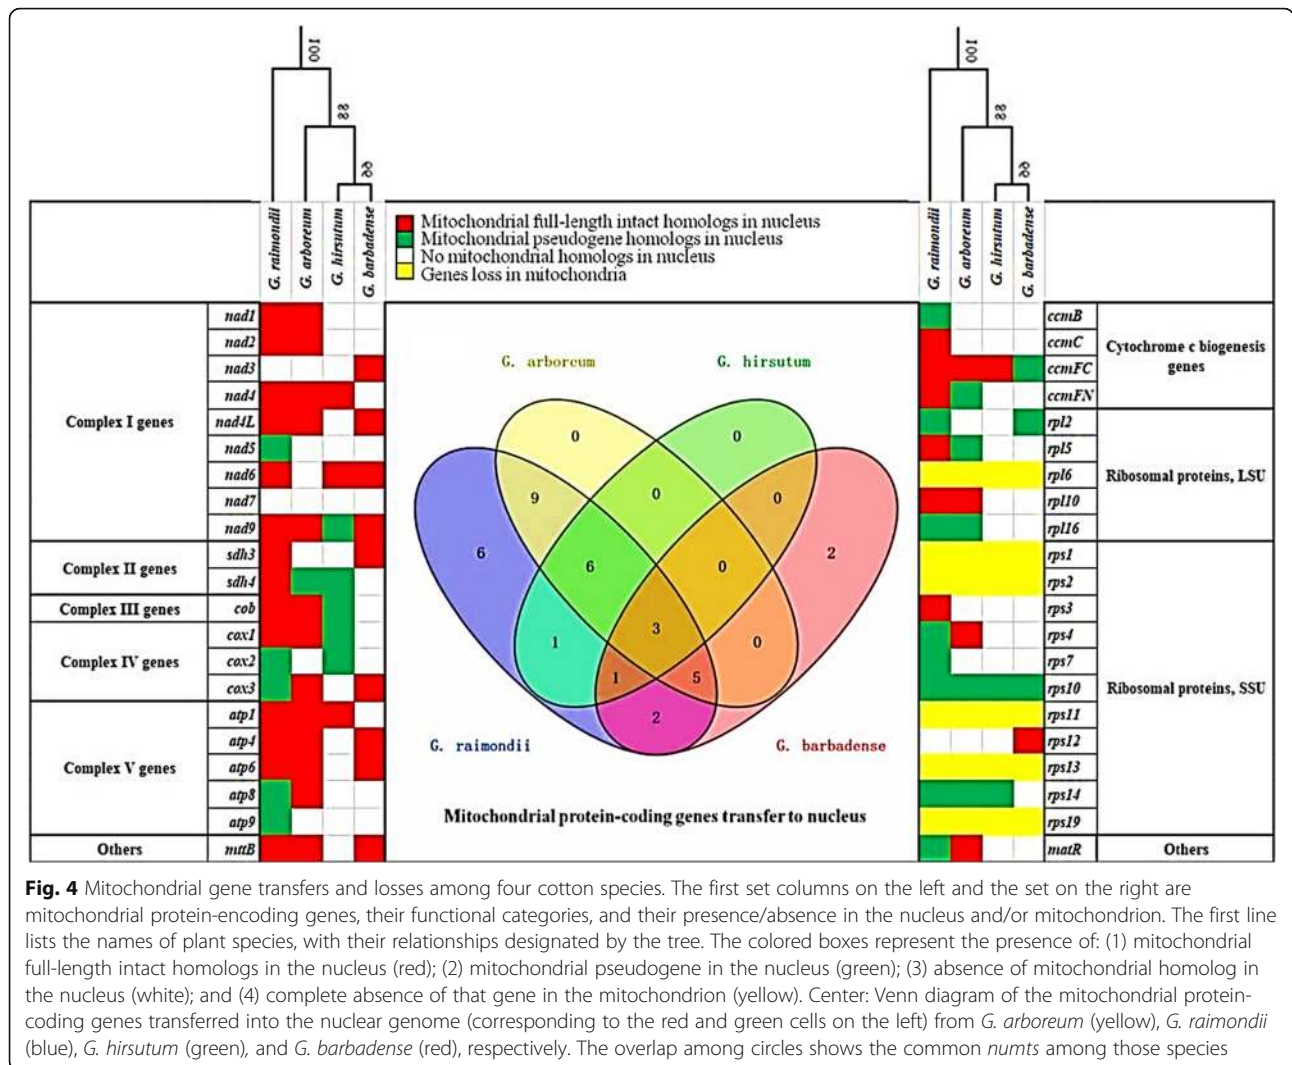 100
88
99
100
88
99
G. raimondii
G. arboreum
G. hirsutum
G. barbadense
Mitochondrial full-length intact homologs in nucleus
Mitochondrial pseudogene homologs in nucleus
No mitochondrial homologs in nucleus
Genes loss in mitochondria
G. raimondii
G. arboreum
G. hirsutum
G. barbadense
Complex I genes
nad1
nad2
nad3
nad4
nad4L
nad5
nad6
nad7
nad9
Complex II genes
sdh3
sdh4
Complex III genes
cob
Complex IV genes
cox1
cox2
cox3
Complex V genes
atp1
atp4
atp6
atp8
atp9
Others
mttB
G. arboreum
G. hirsutum
0
0
9
0
0
6
6
0
2
1
3
0
1
5
2
G. raimondii
G. barbadense
Mitochondrial protein-coding genes transfer to nucleus
ccmB
ccmC
ccmFC
ccmFN
Cytochrome c biogenesis
genes
rpl2
rpl5
rpl6
rpl10
rpl16
Ribosomal proteins, LSU
rps1
rps2
rps3
rps4
rps7
rps10
rps11
rps12
rps13
rps14
rps19
Ribosomal proteins, SSU
matR
Others
Fig. 4 Mitochondrial gene transfers and losses among four cotton species. The first set columns on the left and the set on the right are
mitochondrial protein-encoding genes, their functional categories, and their presence/absence in the nucleus and/or mitochondrion. The first line
lists the names of plant species, with their relationships designated by the tree. The colored boxes represent the presence of: (1) mitochondrial
full-length intact homologs in the nucleus (red); (2) mitochondrial pseudogene in the nucleus (green); (3) absence of mitochondrial homolog in
the nucleus (white); and (4) complete absence of that gene in the mitochondrion (yellow). Center: Venn diagram of the mitochondrial protein-
coding genes transferred into the nuclear genome (corresponding to the red and green cells on the left) from G. arboreum (yellow), G. raimondii
(blue), G. hirsutum (green), and G. barbadense (red), respectively. The overlap among circles shows the common numts among those species